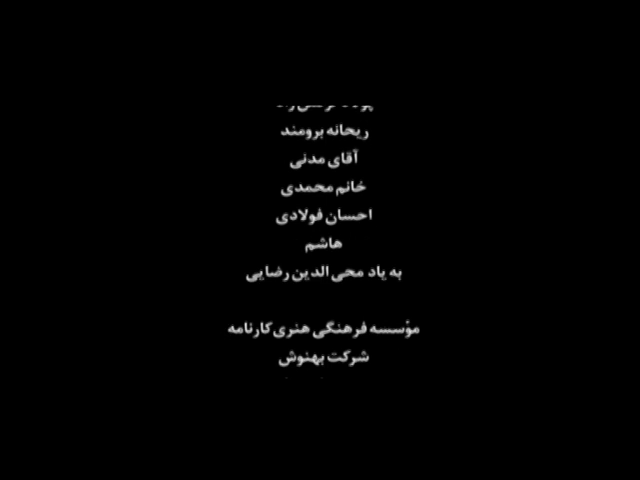 ریحانه برومند
آقای مدنی
خانم محمدی
احسان فولادی
هاشم
به یاد محی الدین رضایی
مؤسسه فرهنگی هنری کارنامه
شرکت بهنوش